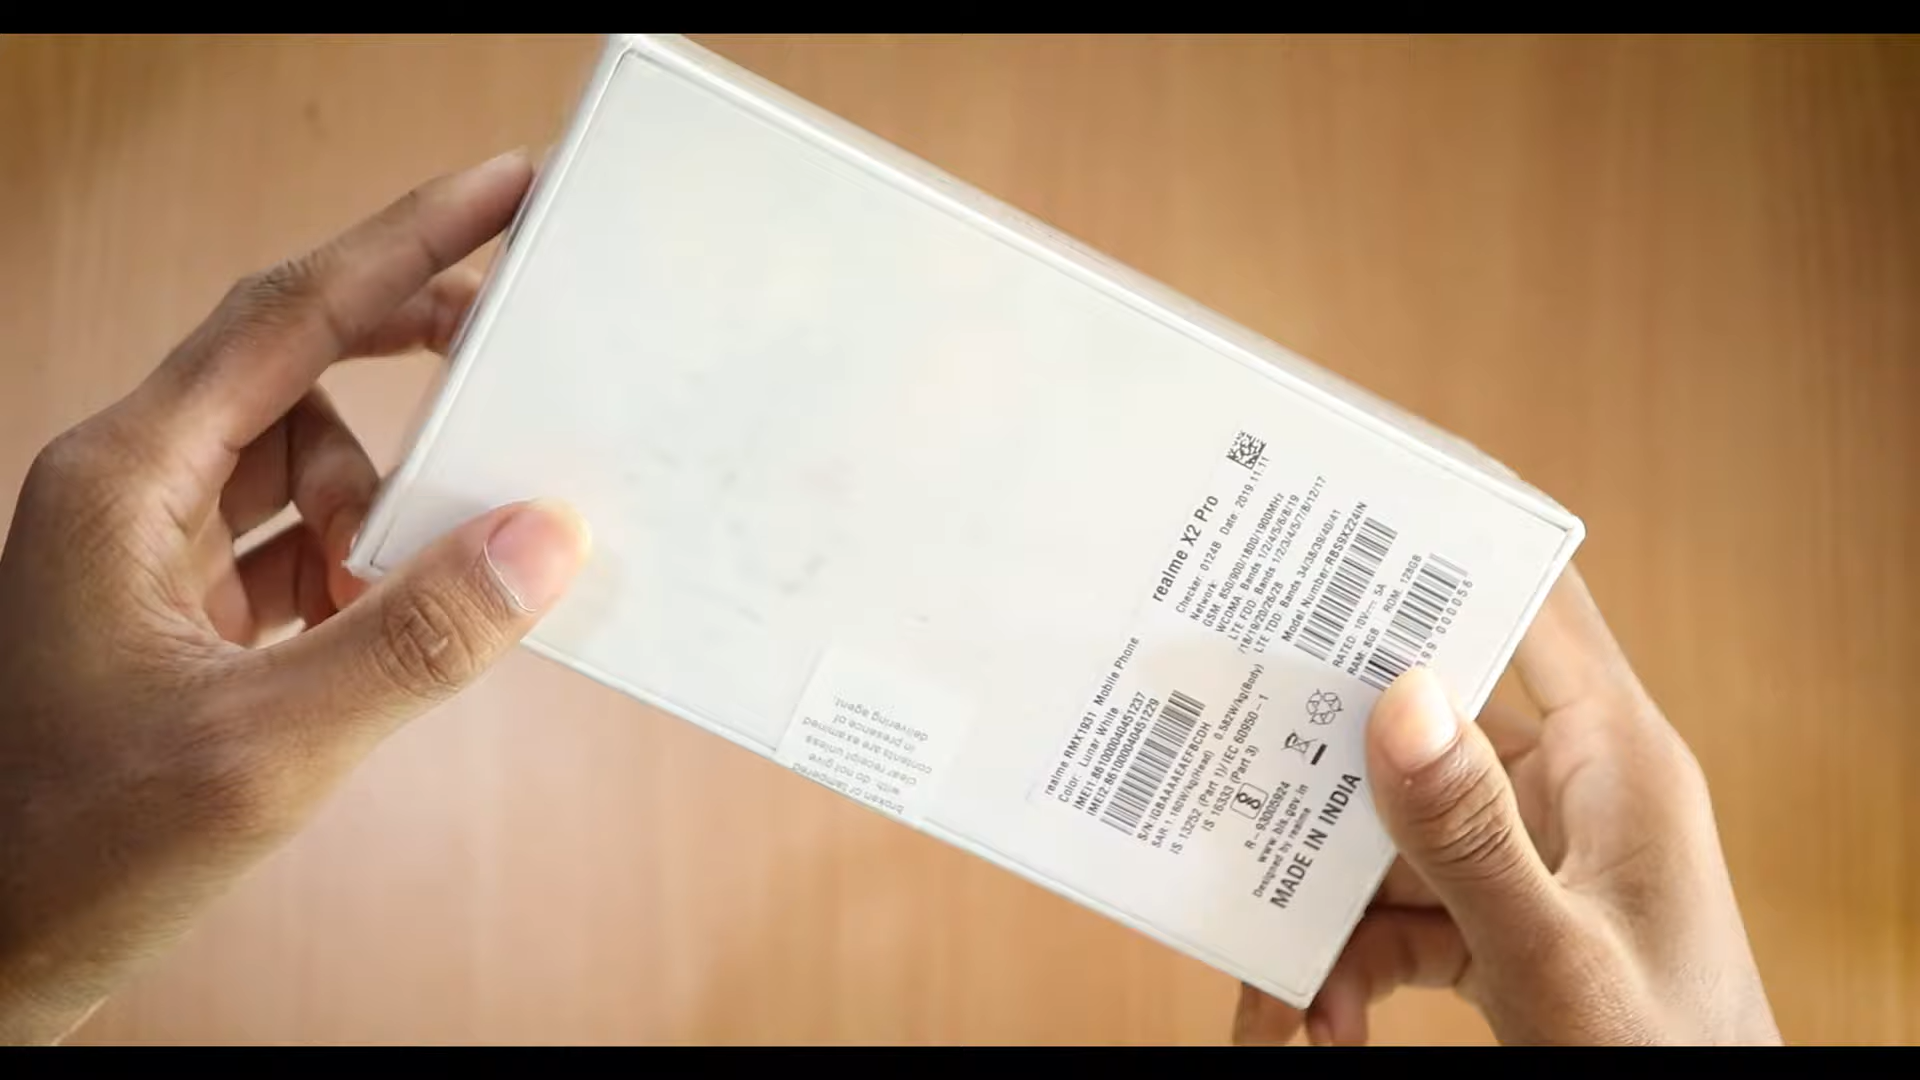 realme X2 Pro
Checker: 01248 Date: 2019.11.11
Network:
GSM: 850/900/1800/1900MHz
WCDMA: Bands 1/2/4/5/6/8/19
LTE FDD: Bands 1/2/3/4/5/7/8/12/17
/18/19/20/26/28
LTE TDD: Bands 34/38/39/40/41
Model Number:RBS9X224IN
RATED: 10V⎓ 5A
RAM: 8GB ROM: 128GB
realme RMX1931 Mobile Phone
Color: Lunar White
IMEI1:861000040451237
IMEI2:861000040451229
SAR:1.160W/kg(Head) 0.582W/kg(Body)
IS 13252 (Part 1)/ IEC 60950-1
IS 16333 (Part 3)
R-93005924
www.bis.gov.in
Designed by realme
MADE IN INDIA
broken or tampered
with, do not give
clear receipt unless
contents are examined
in presence of
delivering agent.